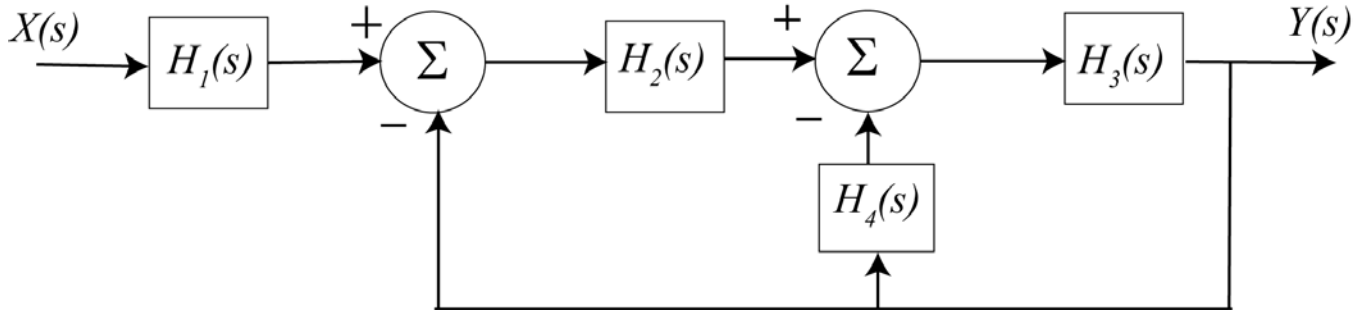 X(s)
H₁(s)
+
Σ
−
H₂(s)
+
Σ
−
H₃(s)
Y(s)
H₄(s)